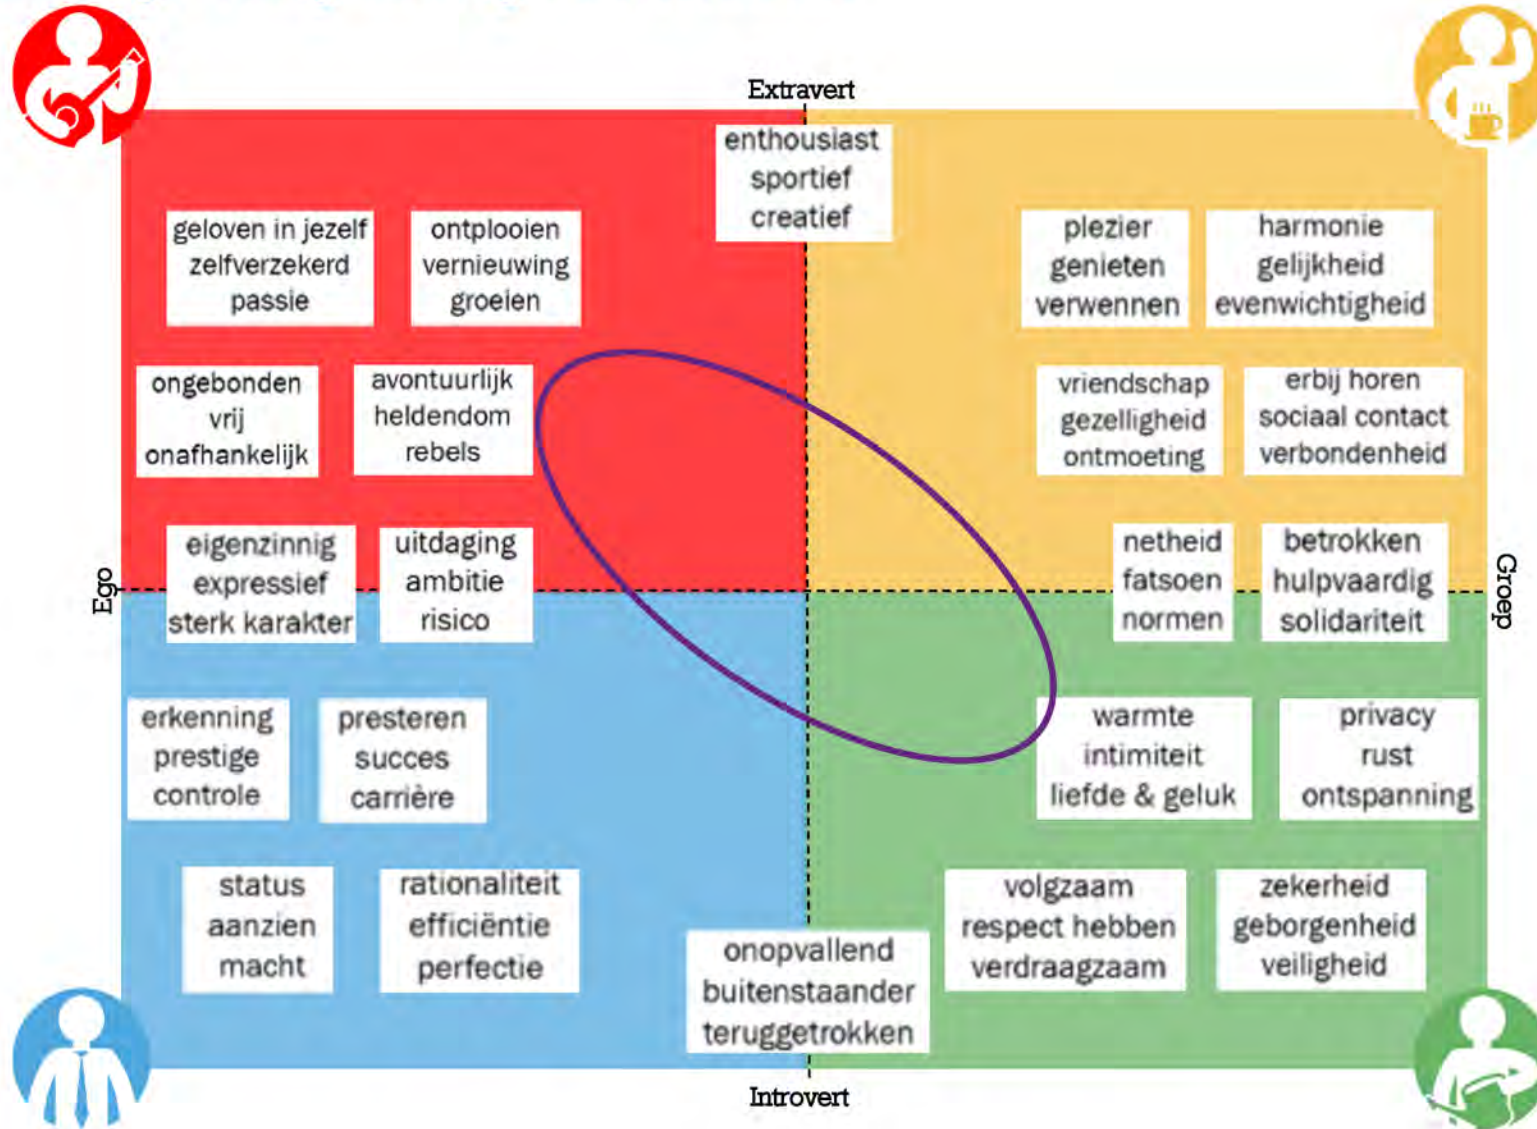 Extravert
enthousiast
sportief
creatief
geloven in jezelf
zelfverzekerd
passie
ontplooien
vernieuwing
groeien
plezier
genieten
verwennen
harmonie
gelijkheid
evenwichtigheid
ongebonden
vrij
onafhankelijk
avontuurlijk
heldendom
rebels
vriendschap
gezelligheid
ontmoeting
erbij horen
sociaal contact
verbondenheid
Ego
eigenzinnig
expressief
sterk karakter
uitdaging
ambitie
risico
netheid
fatsoen
normen
betrokken
hulpvaardig
solidariteit
Groep
erkenning
prestige
controle
presteren
succes
carrière
warmte
intimiteit
liefde & geluk
privacy
rust
ontspanning
status
aanzien
macht
rationaliteit
efficiëntie
perfectie
onopvallend
buitenstaander
teruggetrokken
volgzaam
respect hebben
verdraagzaam
zekerheid
geborgenheid
veiligheid
Introvert